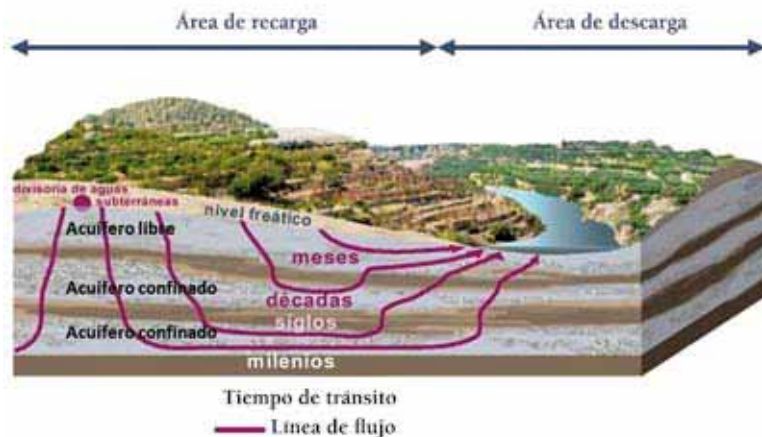 Área de recarga
Área de descarga
divisoria de aguas
subterráneas
nivel freático
Acuífero libre
meses
Acuífero confinado
décadas
siglos
Acuífero confinado
milenios
Tiempo de tránsito
Línea de flujo